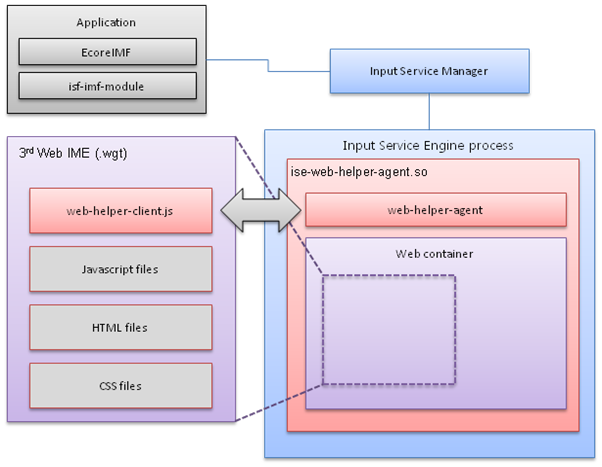 Application
EcoreIMF
isf-imf-module
Input Service Manager
3rd Web IME (.wgt)
web-helper-client.js
Javascript files
HTML files
CSS files
Input Service Engine process
ise-web-helper-agent.so
web-helper-agent
Web container